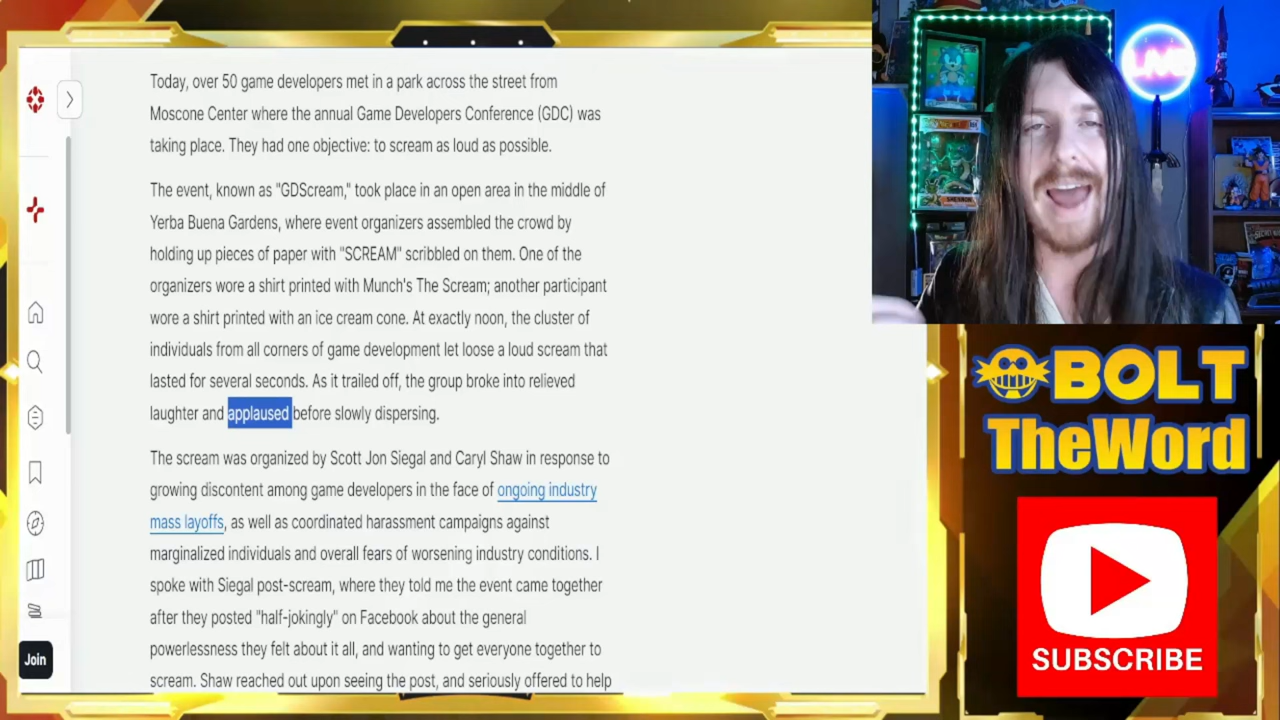 Today, over 50 game developers met in a park across the street from
Moscone Center where the annual Game Developers Conference (GDC) was
taking place. They had one objective: to scream as loud as possible.
The event, known as "GDScream," took place in an open area in the middle of
Yerba Buena Gardens, where event organizers assembled the crowd by
holding up pieces of paper with "SCREAM" scribbled on them. One of the
organizers wore a shirt printed with Munch's The Scream; another participant
wore a shirt printed with an ice cream cone. At exactly noon, the cluster of
individuals from all corners of game development let loose a loud scream that
lasted for several seconds. As it trailed off, the group broke into relieved
laughter and applaused before slowly dispersing.
The scream was organized by Scott Jon Siegal and Caryl Shaw in response to
growing discontent among game developers in the face of ongoing industry
mass layoffs, as well as coordinated harassment campaigns against
marginalized individuals and overall fears of worsening industry conditions. I
spoke with Siegal post-scream, where they told me the event came together
after they posted "half-jokingly" on Facebook about the general
powerlessness they felt about it all, and wanting to get everyone together to
scream. Shaw reached out upon seeing the post, and seriously offered to help
Join
LIVE
BOLT
TheWord
SUBSCRIBE